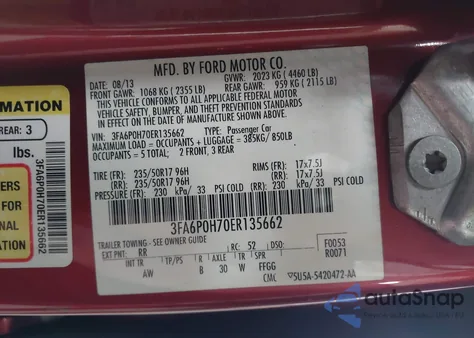 MFD. BY FORD MOTOR CO.
DATE: 08/13 GVWR: 2023 KG ( 4460 LB)
FRONT GAWR: 1068 KG ( 2355 LB) REAR GAWR: 959 KG ( 2115 LB)
THIS VEHICLE CONFORMS TO ALL APPLICABLE FEDERAL MOTOR
VEHICLE SAFETY, BUMPER, AND THEFT PREVENTION STANDARDS
IN EFFECT ON THE DATE OF MANUFACTURE SHOWN ABOVE.
VIN: 3FA6P0H70ER135662 TYPE: Passenger Car
MAXIMUM LOAD = OCCUPANTS + LUGGAGE = 385KG/ 850LB
OCCUPANTS = 5 TOTAL: 2 FRONT, 3 REAR
TIRE (FR): 235/50R17 96H RIMS (FR): 17x7.5J
(RR): 235/50R17 96H (RR): 17x7.5J
PRESSURE (FR): 230 kPa/ 33 PSI COLD
(RR): 230 kPa/ 33 PSI COLD
3FA6P0H70ER135662
TRAILER TOWING - SEE OWNER GUIDE
EXT PNT: RR RC: 52 DSO: F0053
R0071
INT TR TP/PS R AXLE TR SPR
AW B 30 W FFGG
CMC
5U5A-5420472-AA
RMATION
REAR: 3
lbs.
3FA6P0H70ER135662
ERS
FOR
autoSnap